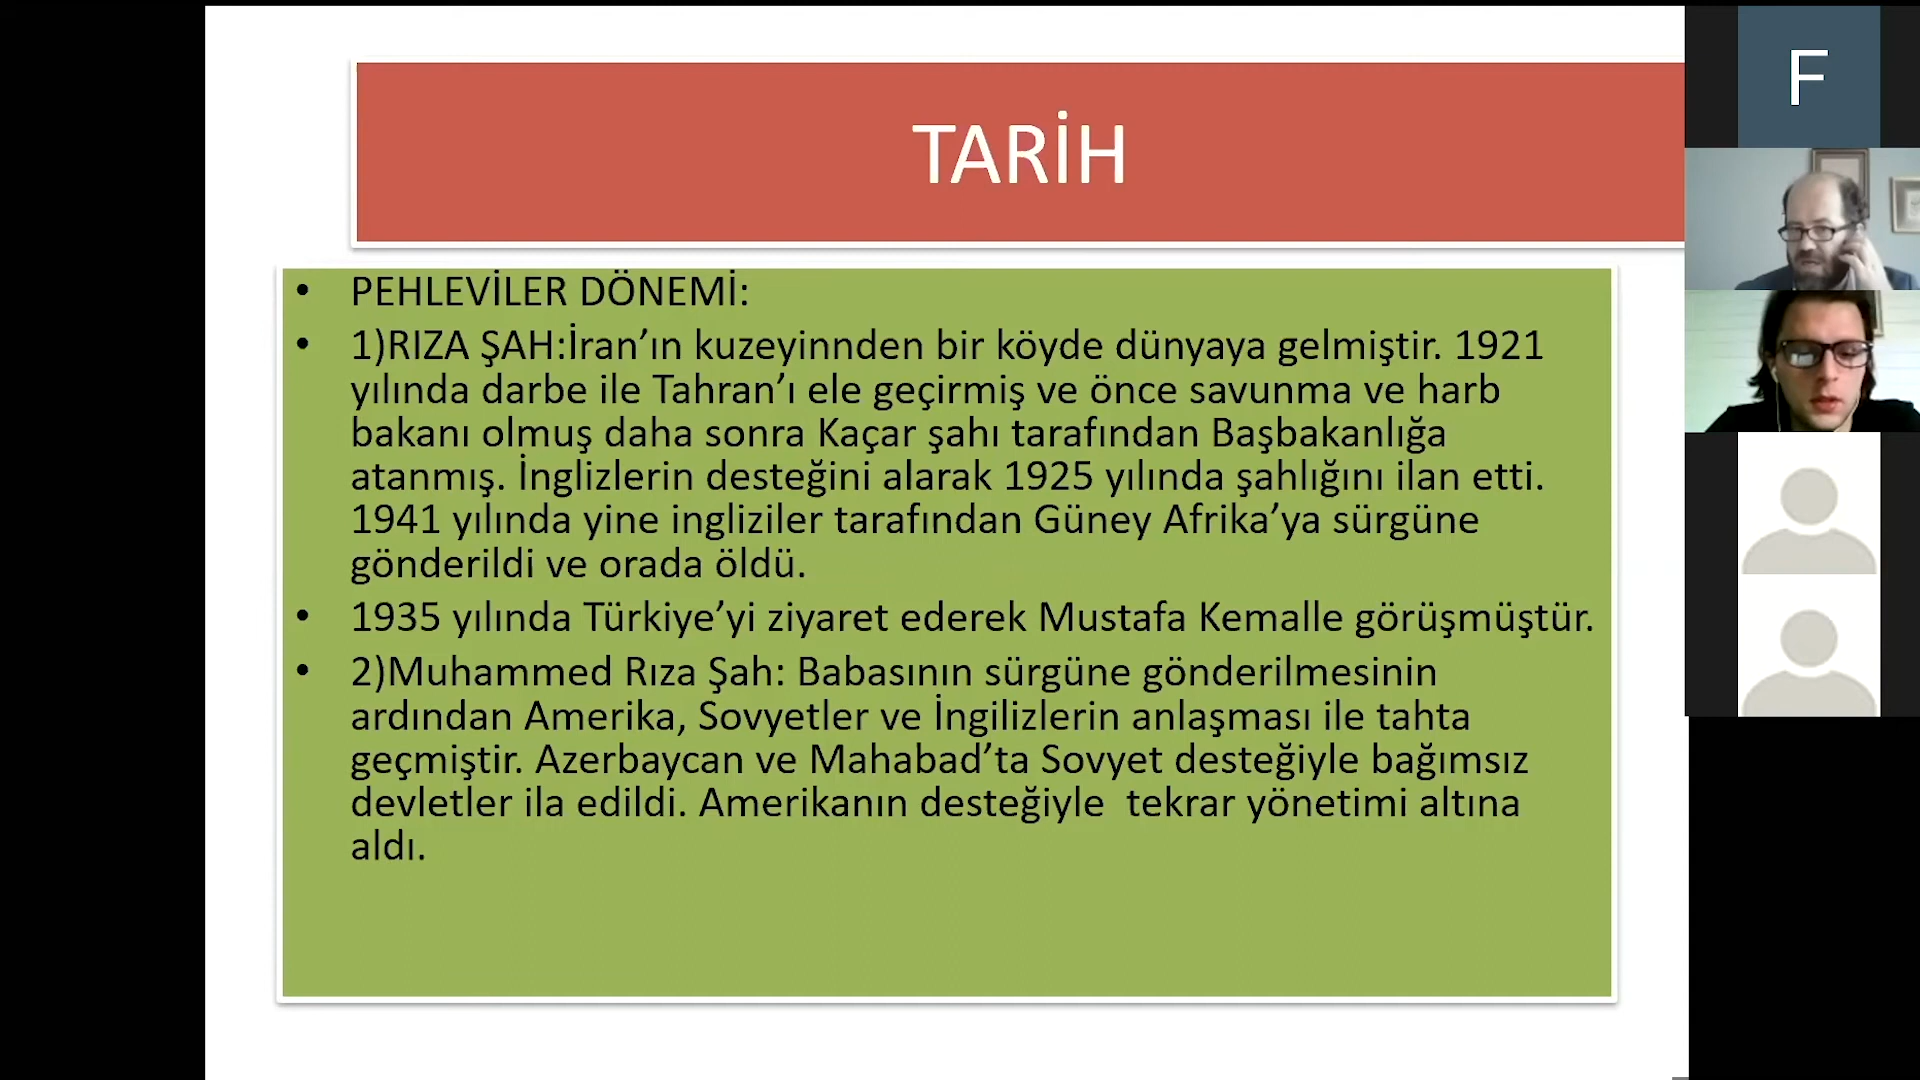 TARİH
F
• PEHLEVİLER DÖNEMİ:
• 1)RIZA ŞAH:İran’ın kuzeyinnden bir köyde dünyaya gelmiştir. 1921
yılında darbe ile Tahran’ı ele geçirmiş ve önce savunma ve harb
bakanı olmuş daha sonra Kaçar şahı tarafından Başbakanlığa
atanmış. İnglizlerin desteğini alarak 1925 yılında şahlığını ilan etti.
1941 yılında yine ingliziler tarafından Güney Afrika’ya sürgüne
gönderildi ve orada öldü.
• 1935 yılında Türkiye’yi ziyaret ederek Mustafa Kemalle görüşmüştür.
• 2)Muhammed Rıza Şah: Babasının sürgüne gönderilmesinin
ardından Amerika, Sovyetler ve İngilizlerin anlaşması ile tahta
geçmiştir. Azerbaycan ve Mahabad’ta Sovyet desteğiyle bağımsız
devletler ila edildi. Amerikanın desteğiyle  tekrar yönetimi altına
aldı.